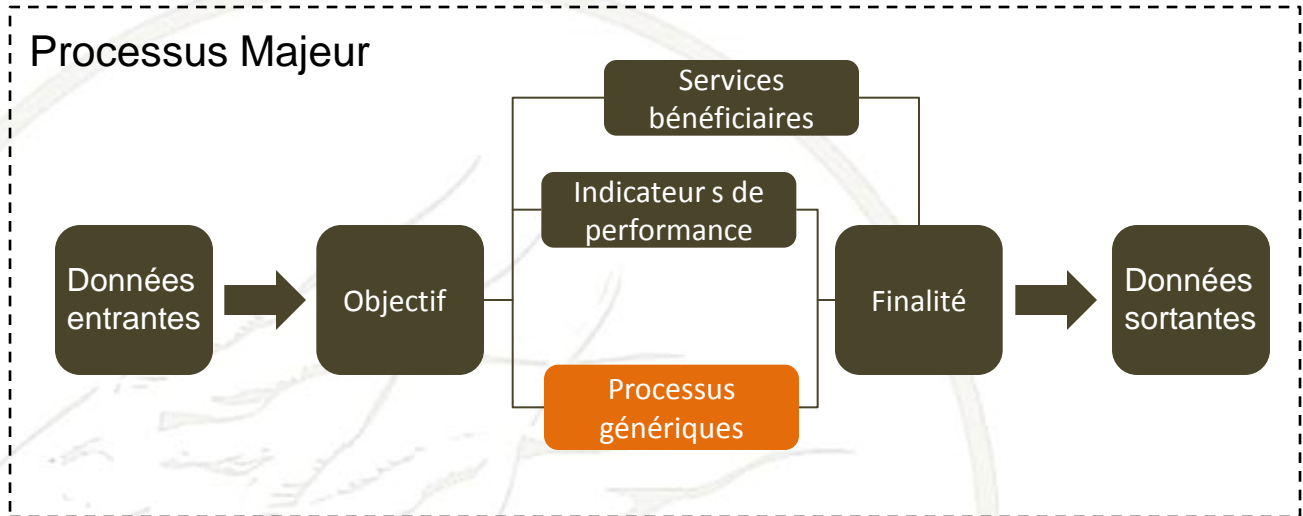 Processus Majeur
Services
bénéficiaires
Indicateur s de
performance
Données
entrantes
Objectif
Finalité
Données
sortantes
Processus
génériques